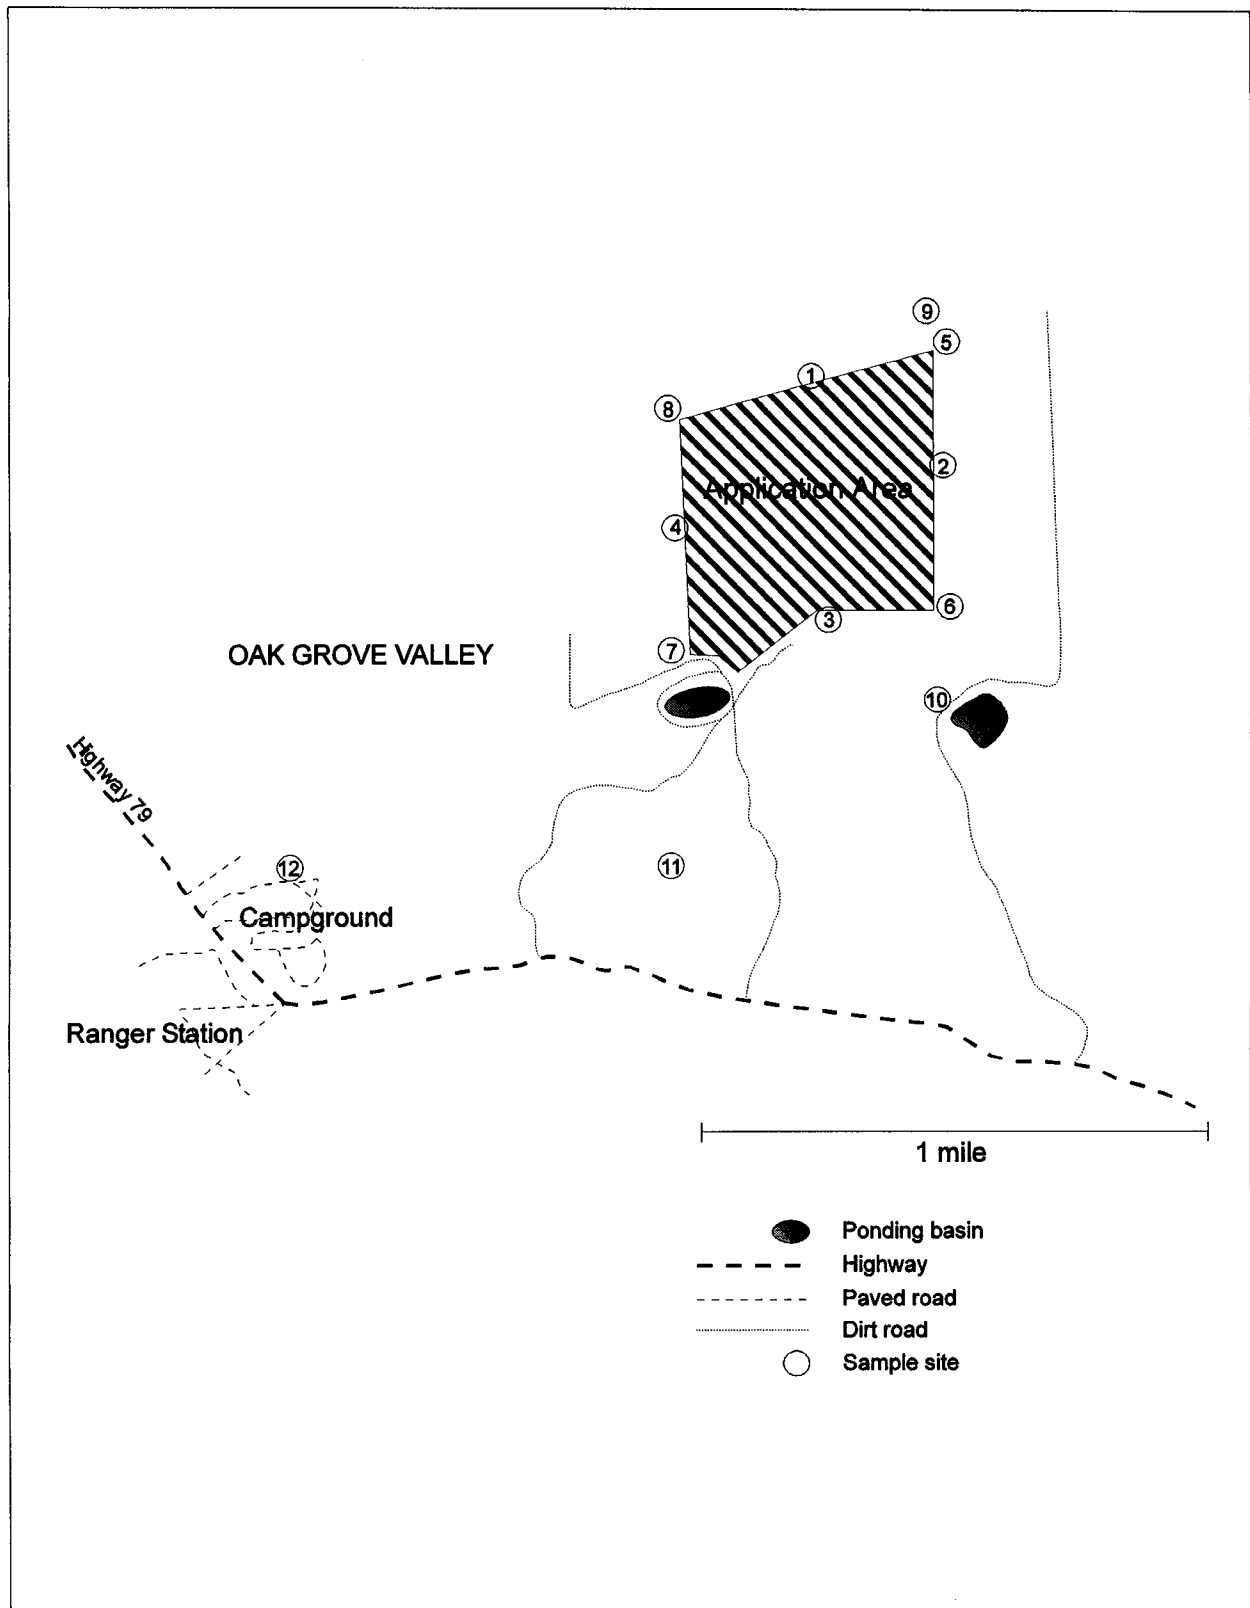 9
5
1
8
2
Application Area
4
6
3
7
OAK GROVE VALLEY
10
Highway 79
11
12
Campground
Ranger Station
1 mile
Ponding basin
Highway
Paved road
Dirt road
Sample site